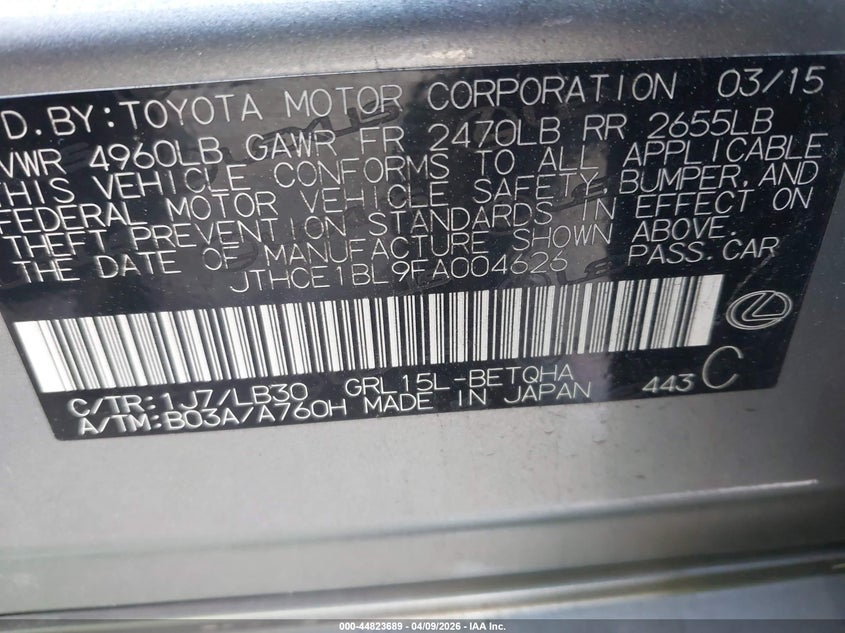 D.BY: TOYOTA MOTOR CORPORATION 03/15
VWR 4960LB GAWR FR 2470LB RR 2655LB
THIS VEHICLE CONFORMS TO ALL APPLICABLE
FEDERAL MOTOR VEHICLE SAFETY, BUMPER, AND
THEFT PREVENTION STANDARDS IN EFFECT ON
THE DATE OF MANUFACTURE SHOWN ABOVE.
JTHCE1BL9FA004626 PASS.CAR
C/TR:1J7/LB30 GRL15L-BETQHA 443 C
A/TM:B03A/A760H MADE IN JAPAN
000-44823689 | 04/09/2026 - IAA Inc.